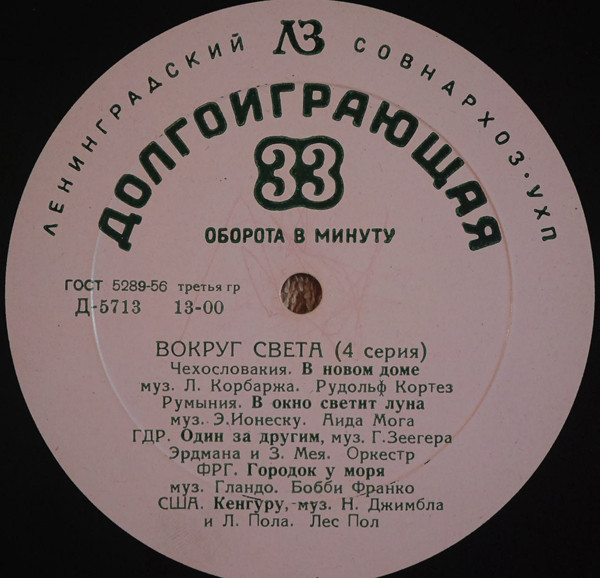 ЛЕНИНГРАДСКИЙ ЛЗ СОВНАРХОЗ · УХП
ДОЛГОИГРАЮЩАЯ
33
ОБОРОТА В МИНУТУ
ГОСТ 5289-56 третья гр
Д-5713 13-00
ВОКРУГ СВЕТА (4 серия)
Чехословакия. В новом доме
муз. Л. Корбаржа. Рудольф Кортез
Румыния. В окно светит луна
муз. Э.Ионеску. Аида Мога
ГДР. Один за другим, муз. Г.Зеегера
Эрдмана и З. Мея. Оркестр
ФРГ. Городок у моря
муз. Гландо. Бобби Франко
США. Кенгуру, муз. Н. Джимбла
и Л. Пола. Лес Пол